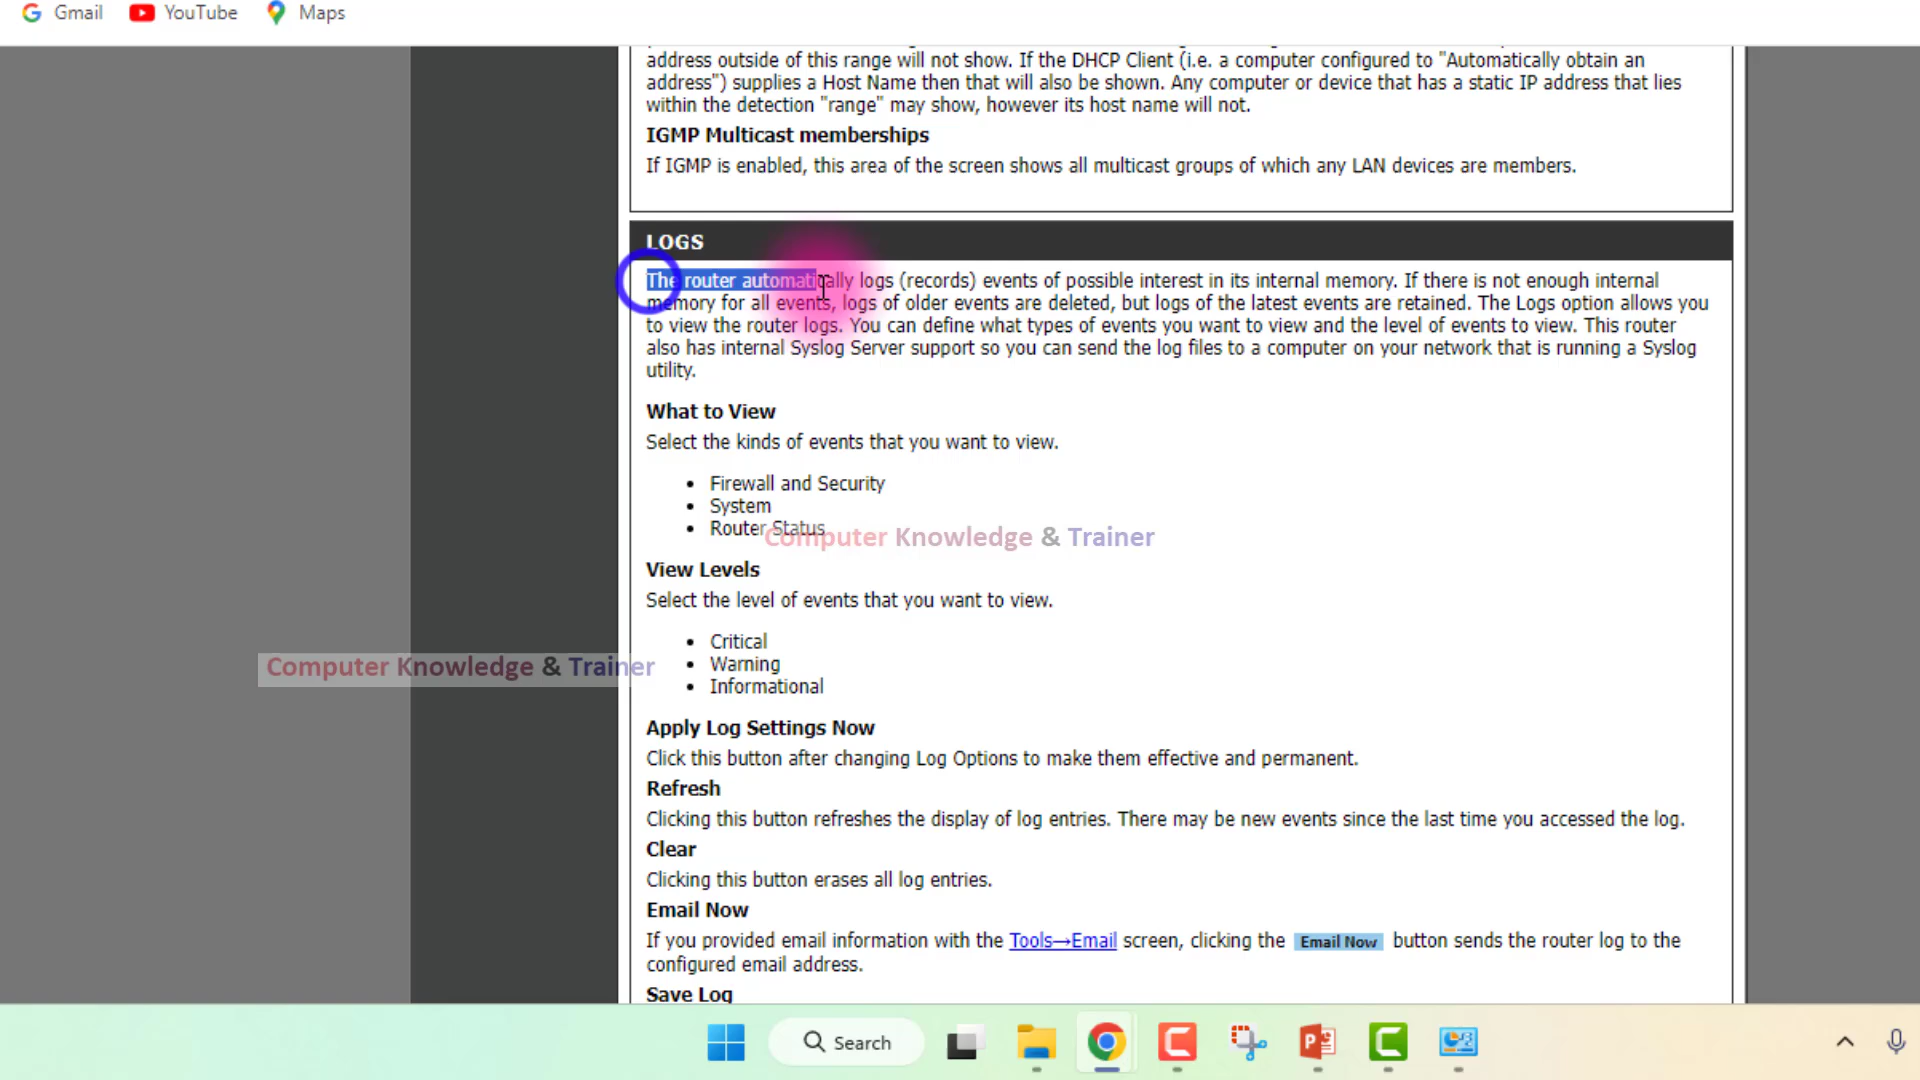 Gmail YouTube Maps
address outside of this range will not show. If the DHCP Client (i.e. a computer configured to "Automatically obtain an
address") supplies a Host Name then that will also be shown. Any computer or device that has a static IP address that lies
within the detection "range" may show, however its host name will not.
IGMP Multicast memberships
If IGMP is enabled, this area of the screen shows all multicast groups of which any LAN devices are members.
LOGS
The router automatically logs (records) events of possible interest in its internal memory. If there is not enough internal
memory for all events, logs of older events are deleted, but logs of the latest events are retained. The Logs option allows you
to view the router logs. You can define what types of events you want to view and the level of events to view. This router
also has internal Syslog Server support so you can send the log files to a computer on your network that is running a Syslog
utility.
What to View
Select the kinds of events that you want to view.
• Firewall and Security
• System
• Router Status
Computer Knowledge & Trainer
View Levels
Select the level of events that you want to view.
• Critical
• Warning
Computer Knowledge & Trainer
• Informational
Apply Log Settings Now
Click this button after changing Log Options to make them effective and permanent.
Refresh
Clicking this button refreshes the display of log entries. There may be new events since the last time you accessed the log.
Clear
Clicking this button erases all log entries.
Email Now
If you provided email information with the Tools→Email screen, clicking the Email Now button sends the router log to the
configured email address.
Save Log
Search